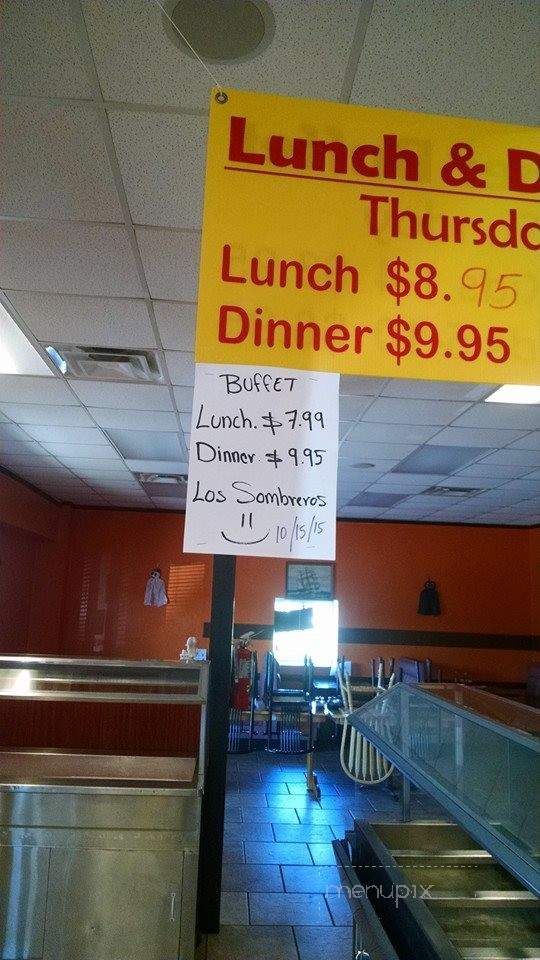 Lunch & D
Thursda
Lunch $8.95
Dinner $9.95
BUFFET
Lunch. $7.99
Dinner $9.95
Los Sombreros
10/15/15
menupix